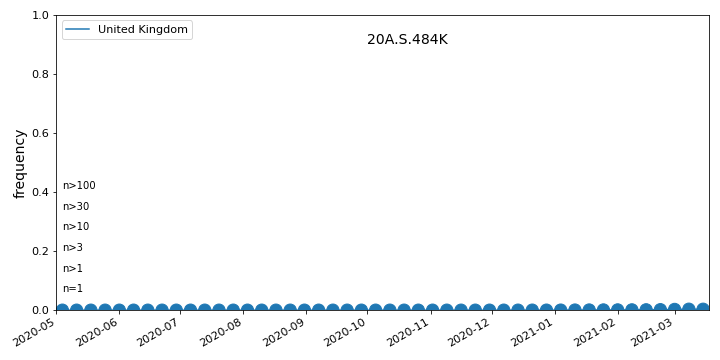 1.0
United Kingdom
20A.S.484K
0.8
0.6
frequency
0.4
n>100
n>30
n>10
0.2
n>3
n>1
n=1
0.0
2020-05
2020-06
2020-07
2020-08
2020-09
2020-10
2020-11
2020-12
2021-01
2021-02
2021-03